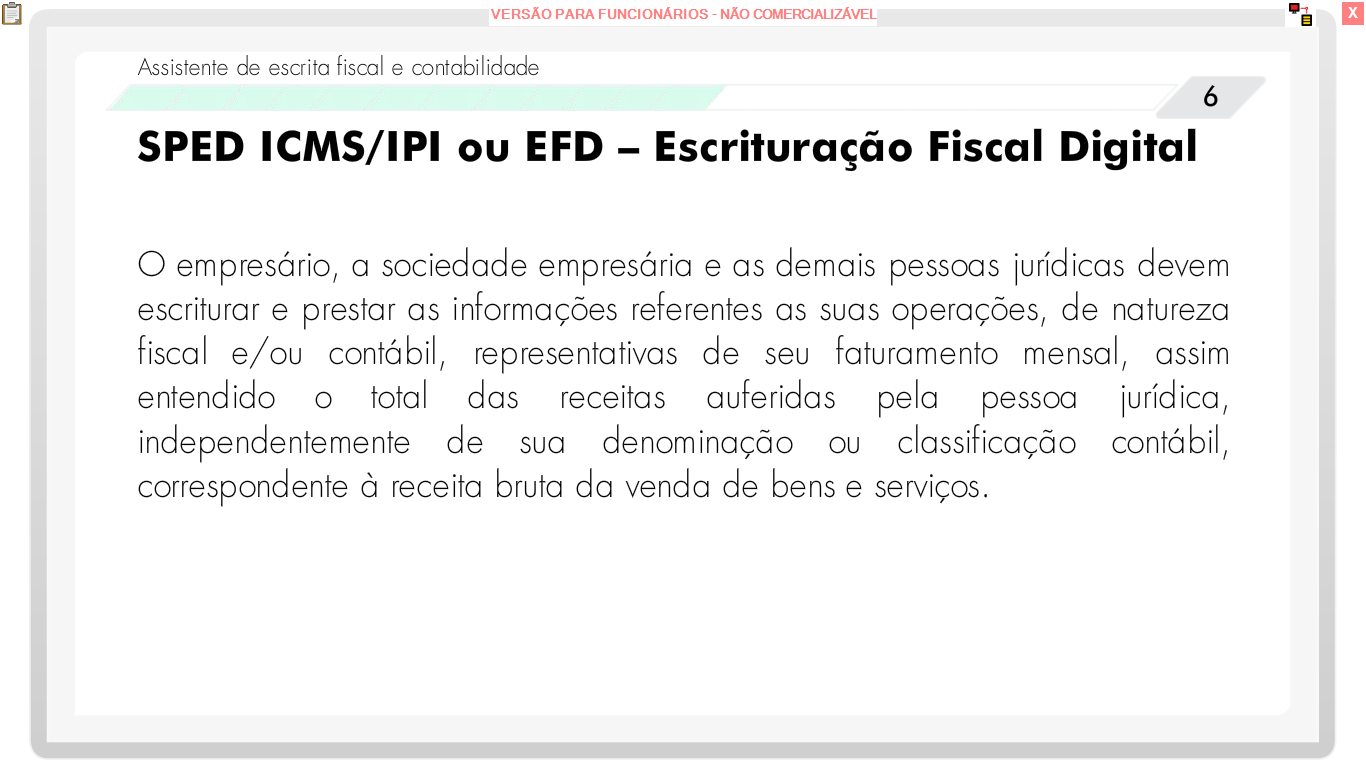 VERSÃO PARA FUNCIONÁRIOS - NÃO COMERCIALIZÁVEL
X
Assistente de escrita fiscal e contabilidade
6
SPED ICMS/IPI ou EFD – Escrituração Fiscal Digital
O empresário, a sociedade empresária e as demais pessoas jurídicas devem
escriturar e prestar as informações referentes as suas operações, de natureza
fiscal e/ou contábil, representativas de seu faturamento mensal, assim
entendido o total das receitas auferidas pela pessoa jurídica,
independentemente de sua denominação ou classificação contábil,
correspondente à receita bruta da venda de bens e serviços.